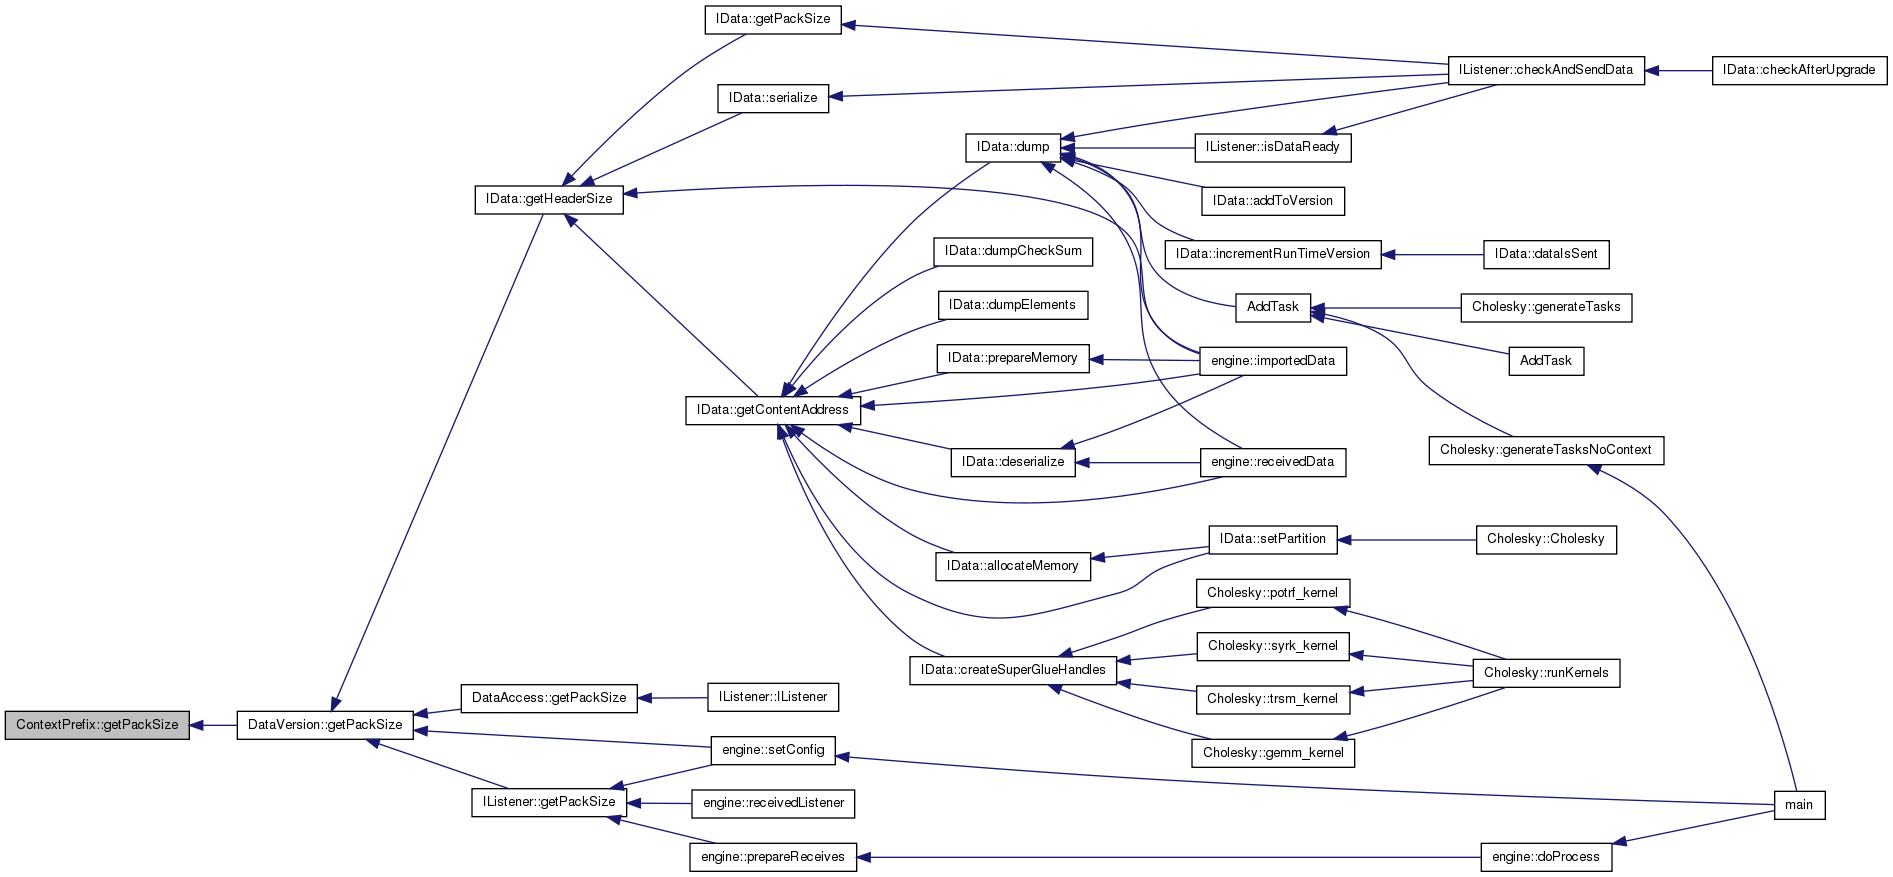 IData::getPackSize
IListener::checkAndSendData
IData::checkAfterUpgrade
IData::serialize
IData::dump
IListener::isDataReady
IData::getHeaderSize
IData::addToVersion
IData::dumpCheckSum
IData::incrementRunTimeVersion
IData::dataIsSent
IData::dumpElements
AddTask
Cholesky::generateTasks
IData::prepareMemory
engine::importedData
AddTask
IData::getContentAddress
Cholesky::generateTasksNoContext
IData::deserialize
engine::receivedData
IData::setPartition
Cholesky::Cholesky
IData::allocateMemory
Cholesky::potrf_kernel
Cholesky::syrk_kernel
IData::createSuperGlueHandles
Cholesky::runKernels
DataAccess::getPackSize
IListener::IListener
Cholesky::trsm_kernel
ContextPrefix::getPackSize
DataVersion::getPackSize
engine::setConfig
Cholesky::gemm_kernel
IListener::getPackSize
engine::receivedListener
main
engine::prepareReceives
engine::doProcess